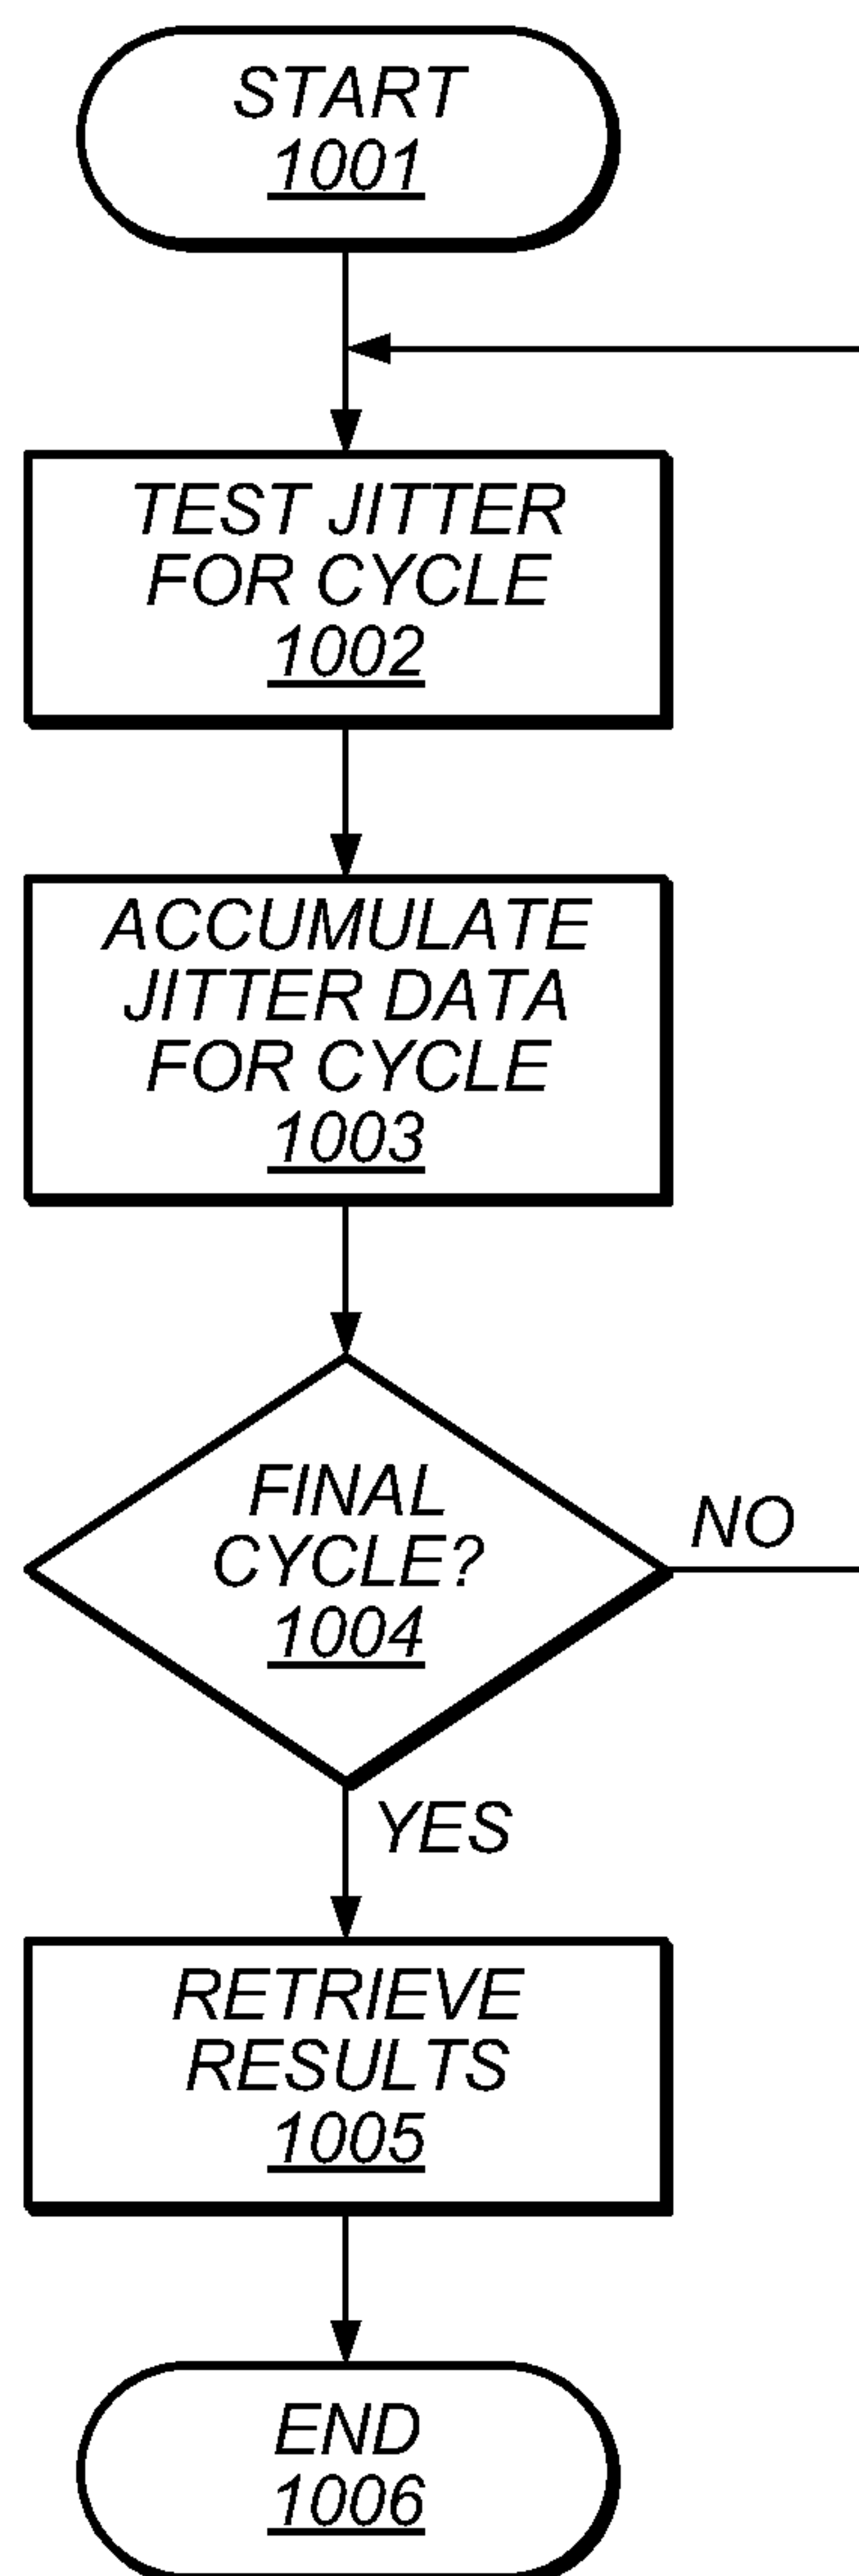 START
1001
TEST JITTER
FOR CYCLE
1002
ACCUMULATE
JITTER DATA
FOR CYCLE
1003
FINAL
CYCLE?
1004
NO
YES
RETRIEVE
RESULTS
1005
END
1006